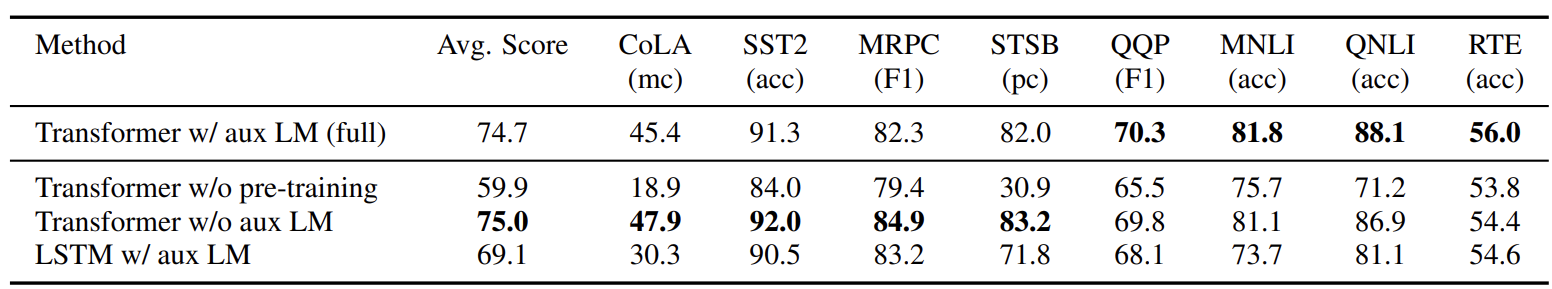 Method Avg. Score CoLA SST2 MRPC STSB QQP MNLI QNLI RTE
(mc) (acc) (F1) (pc) (F1) (acc) (acc) (acc)
Transformer w/ aux LM (full) 74.7 45.4 91.3 82.3 82.0 70.3 81.8 88.1 56.0
Transformer w/o pre-training 59.9 18.9 84.0 79.4 30.9 65.5 75.7 71.2 53.8
Transformer w/o aux LM 75.0 47.9 92.0 84.9 83.2 69.8 81.1 86.9 54.4
LSTM w/ aux LM 69.1 30.3 90.5 83.2 71.8 68.1 73.7 81.1 54.6